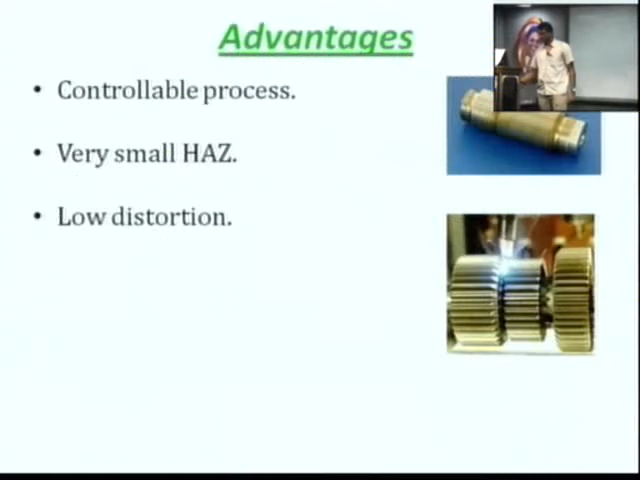 Advantages
• Controllable process.
• Very small HAZ.
• Low distortion.